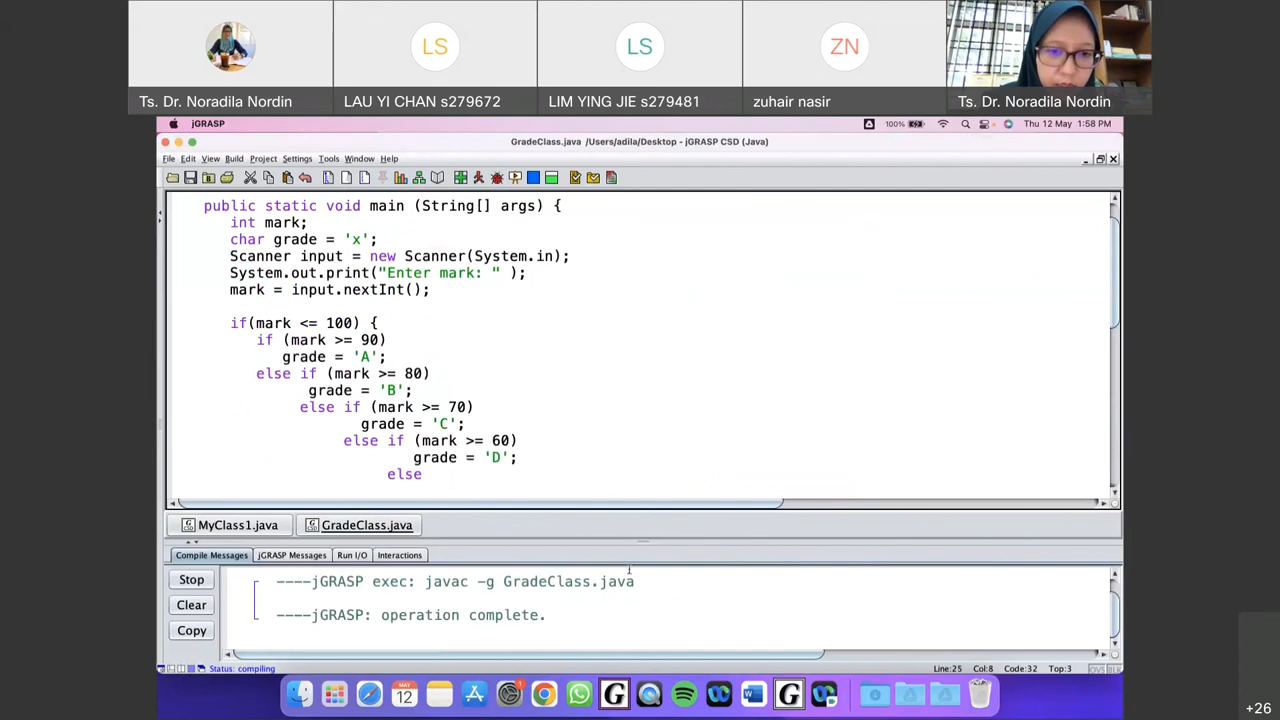 LS
LS
ZN
Ts. Dr. Noradila Nordin
LAU YI CHAN s279672
LIM YING JIE s279481
zuhair nasir
Ts. Dr. Noradila Nordin
jGRASP
100%
Thu 12 May 1:58 PM
GradeClass.java /Users/adila/Desktop - jGRASP CSD (Java)
File Edit View Build Project Settings Tools Window Help
public static void main (String[] args) {
int mark;
char grade = 'x';
Scanner input = new Scanner(System.in);
System.out.print("Enter mark: " );
mark = input.nextInt();
if(mark <= 100) {
if (mark >= 90)
grade = 'A';
else if (mark >= 80)
grade = 'B';
else if (mark >= 70)
grade = 'C';
else if (mark >= 60)
grade = 'D';
else
MyClass1.java
GradeClass.java
Compile Messages
jGRASP Messages
Run I/O
Interactions
Stop
Clear
Copy
----jGRASP exec: javac -g GradeClass.java
----jGRASP: operation complete.
Status: compiling
Line:25 Col:8 Code:32 Top:3
OVS BLK
MAY
12
1
G
G
W
+26